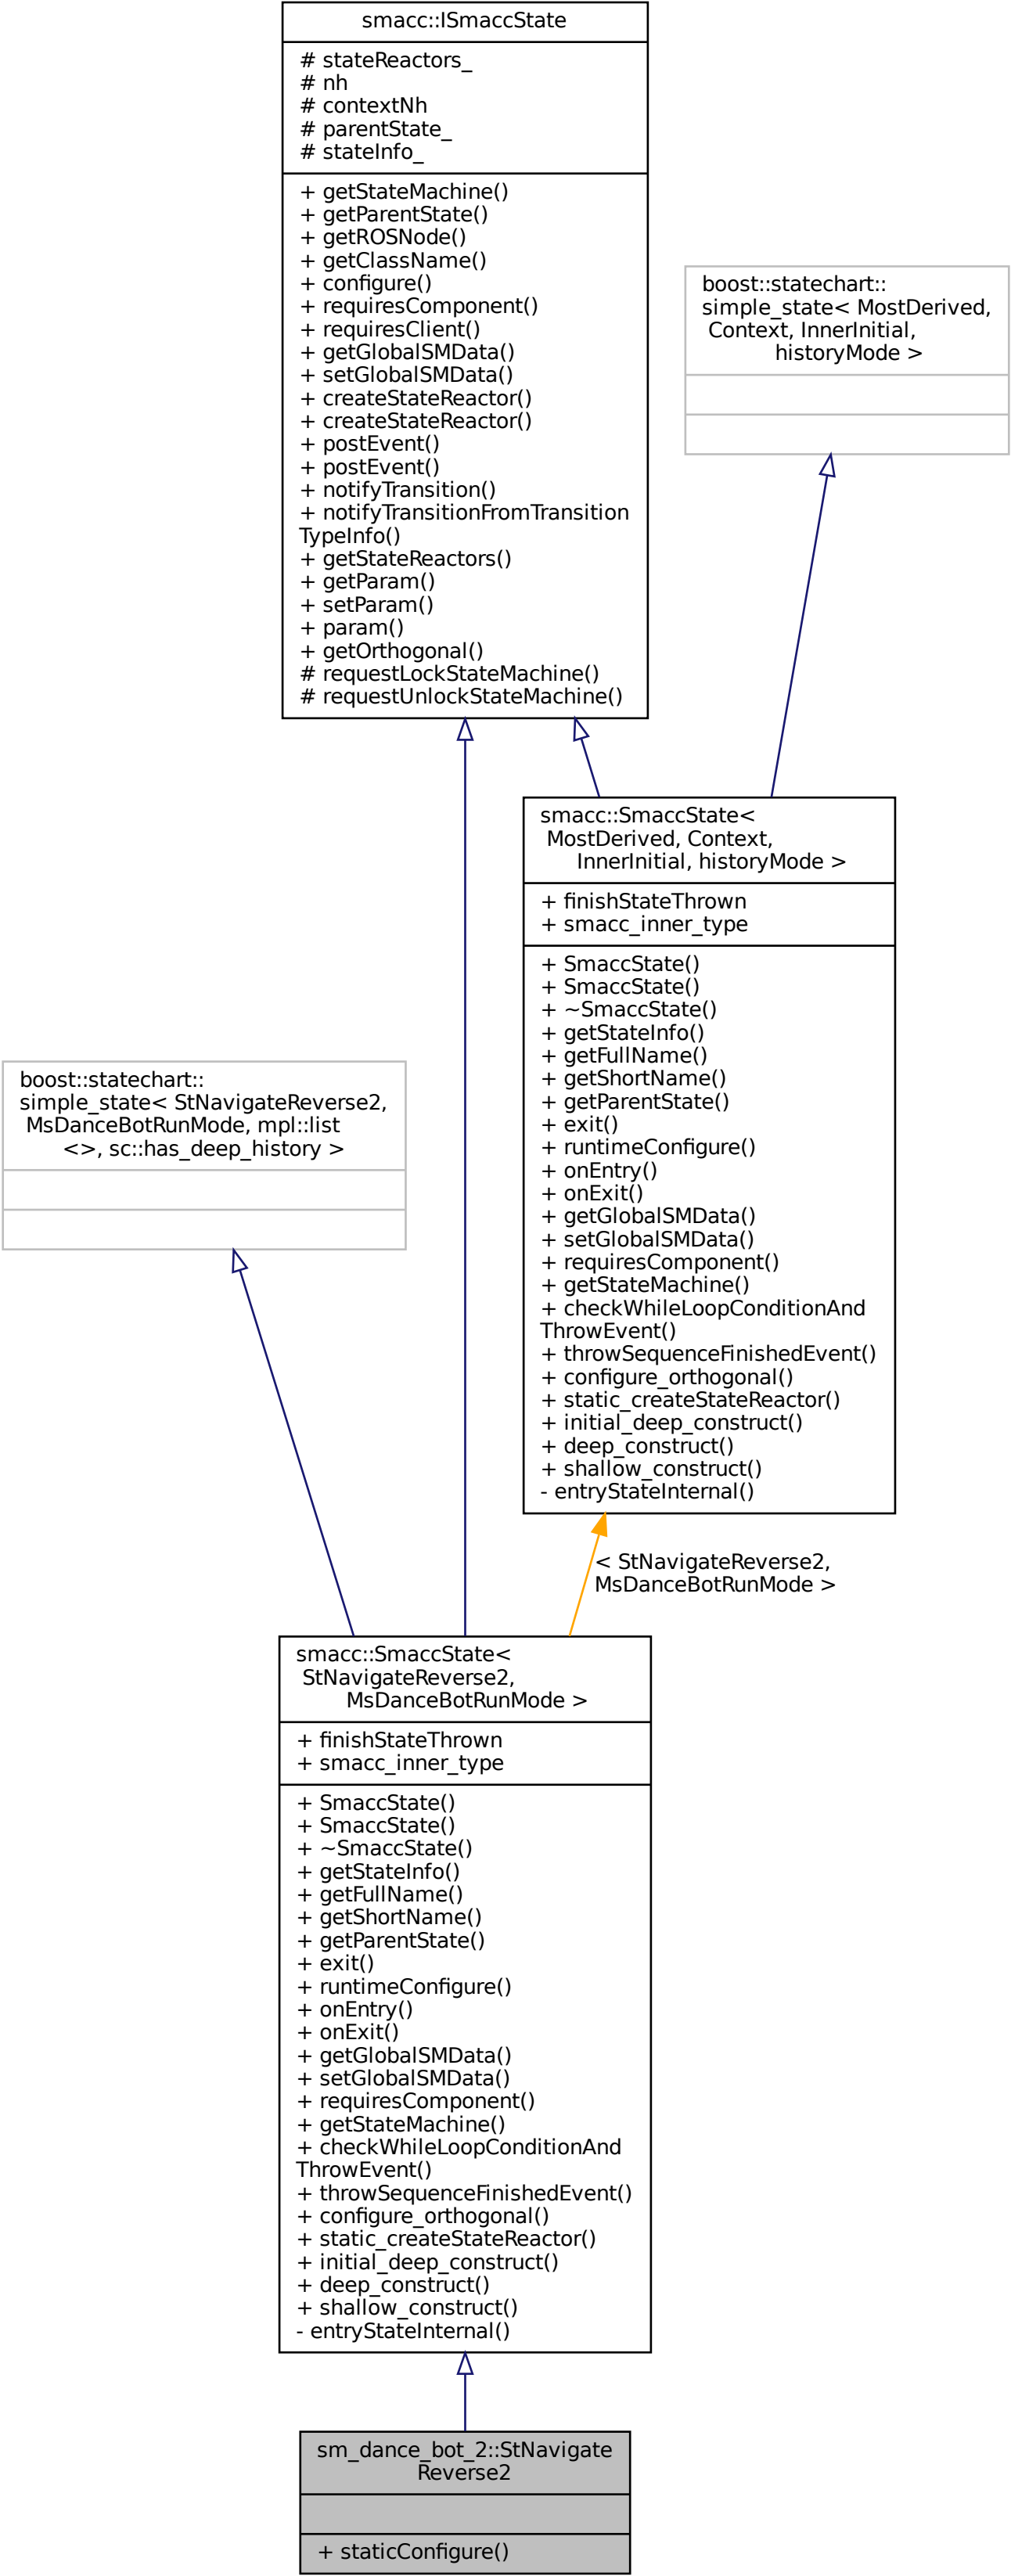 smacc::ISmaccState
# stateReactors_
# nh
# contextNh
# parentState_
# stateInfo_
+ getStateMachine()
+ getParentState()
+ getROSNode()
+ getClassName()
+ configure()
+ requiresComponent()
+ requiresClient()
+ getGlobalSMData()
+ setGlobalSMData()
+ createStateReactor()
+ createStateReactor()
+ postEvent()
+ postEvent()
+ notifyTransition()
+ notifyTransitionFromTransition
TypeInfo()
+ getStateReactors()
+ getParam()
+ setParam()
+ param()
+ getOrthogonal()
# requestLockStateMachine()
# requestUnlockStateMachine()
boost::statechart::
simple_state< MostDerived,
Context, InnerInitial,
historyMode >
smacc::SmaccState<
MostDerived, Context,
InnerInitial, historyMode >
+ finishStateThrown
+ smacc_inner_type
+ SmaccState()
+ SmaccState()
+ ~SmaccState()
+ getStateInfo()
+ getFullName()
+ getShortName()
+ getParentState()
+ exit()
+ runtimeConfigure()
+ onEntry()
+ onExit()
+ getGlobalSMData()
+ setGlobalSMData()
+ requiresComponent()
+ getStateMachine()
+ checkWhileLoopConditionAnd
ThrowEvent()
+ throwSequenceFinishedEvent()
+ configure_orthogonal()
+ static_createStateReactor()
+ initial_deep_construct()
+ deep_construct()
+ shallow_construct()
- entryStateInternal()
boost::statechart::
simple_state< StNavigateReverse2,
MsDanceBotRunMode, mpl::list
<>, sc::has_deep_history >
< StNavigateReverse2,
MsDanceBotRunMode >
smacc::SmaccState<
StNavigateReverse2,
MsDanceBotRunMode >
+ finishStateThrown
+ smacc_inner_type
+ SmaccState()
+ SmaccState()
+ ~SmaccState()
+ getStateInfo()
+ getFullName()
+ getShortName()
+ getParentState()
+ exit()
+ runtimeConfigure()
+ onEntry()
+ onExit()
+ getGlobalSMData()
+ setGlobalSMData()
+ requiresComponent()
+ getStateMachine()
+ checkWhileLoopConditionAnd
ThrowEvent()
+ throwSequenceFinishedEvent()
+ configure_orthogonal()
+ static_createStateReactor()
+ initial_deep_construct()
+ deep_construct()
+ shallow_construct()
- entryStateInternal()
sm_dance_bot_2::StNavigate
Reverse2
+ staticConfigure()